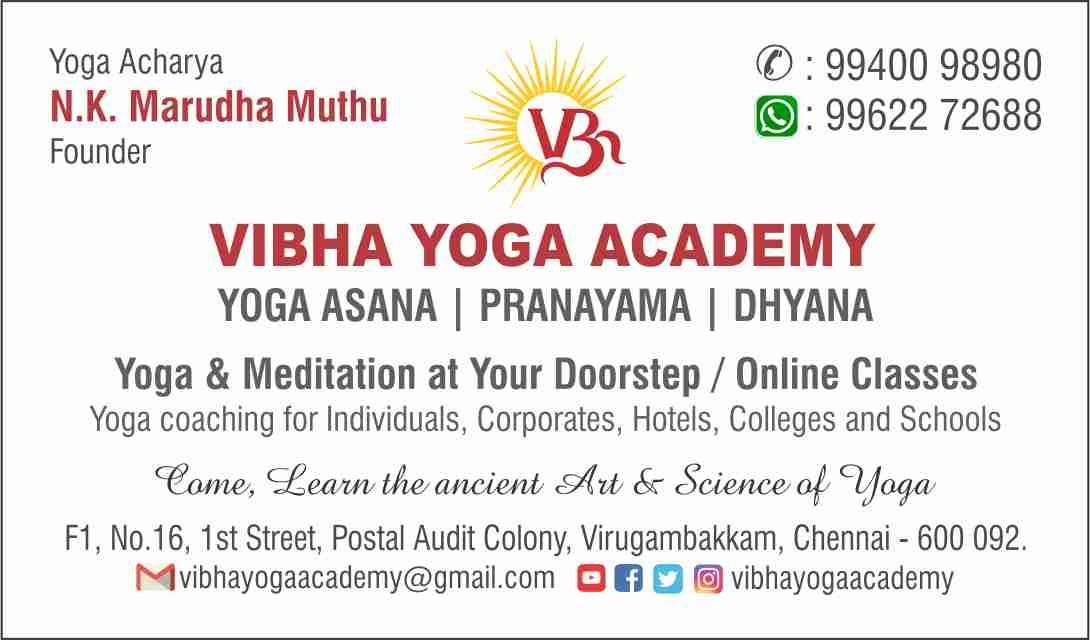 Yoga Acharya
N.K. Marudha Muthu
Founder
VBh
: 99400 98980
: 99622 72688
VIBHA YOGA ACADEMY
YOGA ASANA | PRANAYAMA | DHYANA
Yoga & Meditation at Your Doorstep / Online Classes
Yoga coaching for Individuals, Corporates, Hotels, Colleges and Schools
Come, Learn the ancient Art & Science of Yoga
F1, No.16, 1st Street, Postal Audit Colony, Virugambakkam, Chennai - 600 092.
vibhayogaacademy@gmail.com vibhayogaacademy